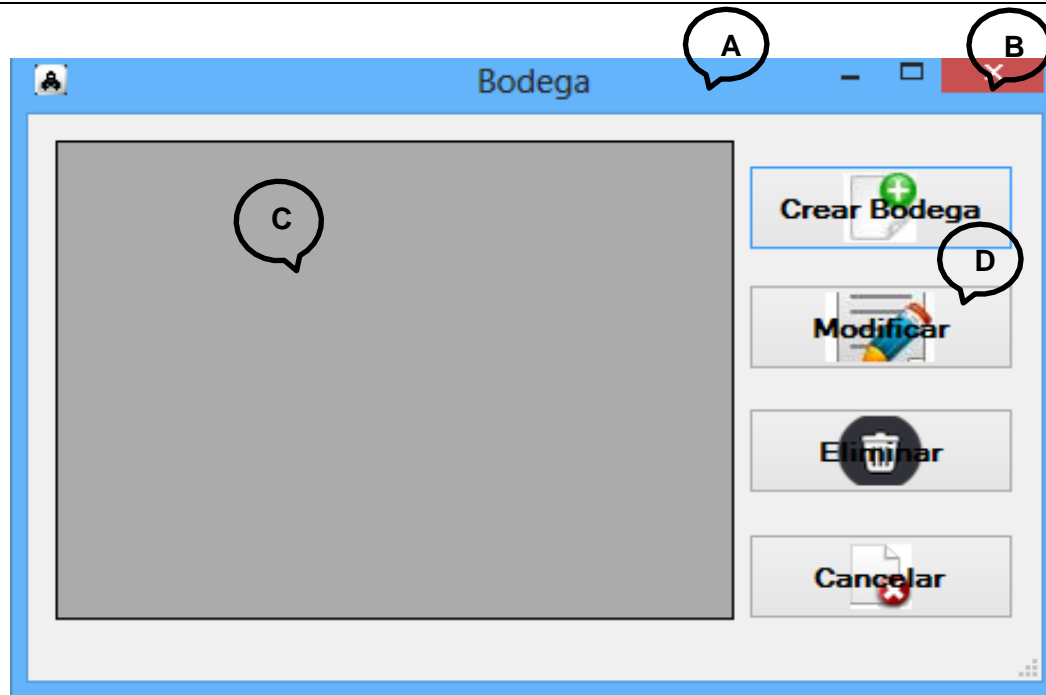 A
B
Bodega
C
Crear Bodega
D
Modificar
Eliminar
Cancelar